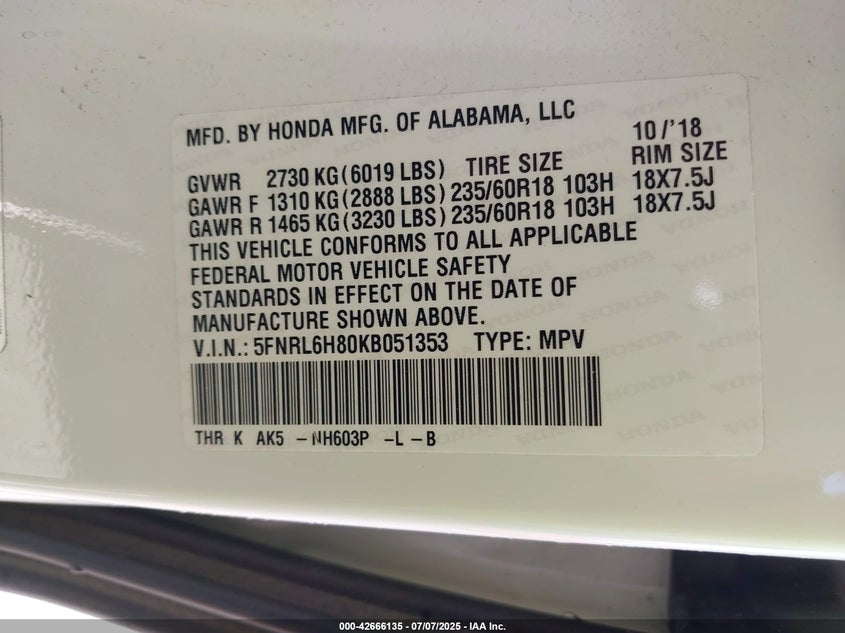 MFD. BY HONDA MFG. OF ALABAMA, LLC 10/'18
GVWR 2730 KG (6019 LBS) TIRE SIZE RIM SIZE
GAWR F 1310 KG (2888 LBS) 235/60R18 103H 18X7.5J
GAWR R 1465 KG (3230 LBS) 235/60R18 103H 18X7.5J
THIS VEHICLE CONFORMS TO ALL APPLICABLE
FEDERAL MOTOR VEHICLE SAFETY
STANDARDS IN EFFECT ON THE DATE OF
MANUFACTURE SHOWN ABOVE.
V.I.N.: 5FNRL6H80KB051353 TYPE: MPV
THR K AK5 -NH603P -L -B
000-42666135 - 07/07/2025 - IAA Inc.